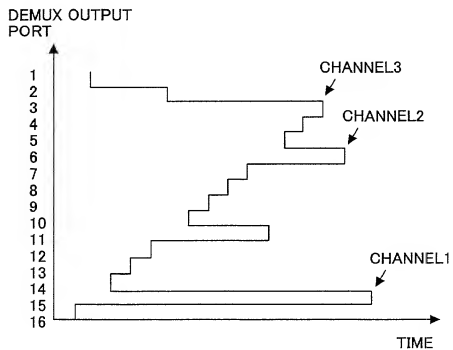 DEMUX OUTPUT
PORT
1
2
3
4
5
6
7
8
9
10
11
12
13
14
15
16
CHANNEL3
CHANNEL2
CHANNEL1
TIME